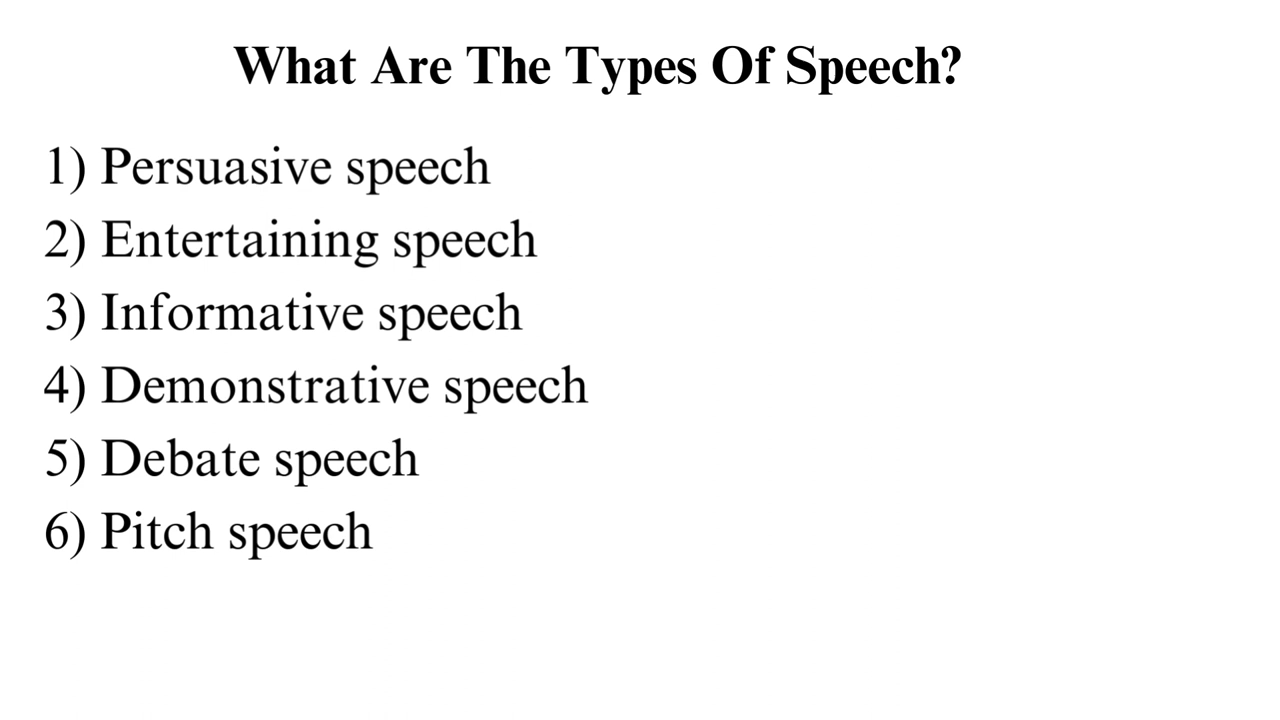 What Are The Types Of Speech?
1) Persuasive speech
2) Entertaining speech
3) Informative speech
4) Demonstrative speech
5) Debate speech
6) Pitch speech